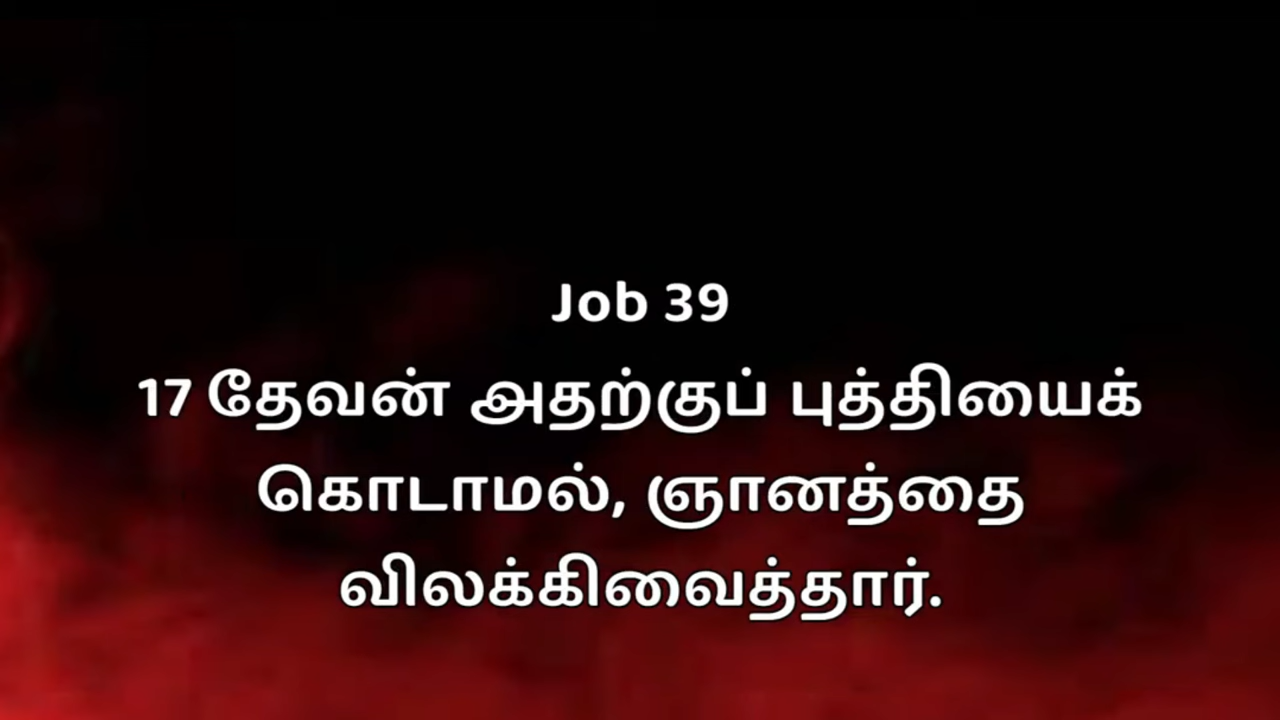 Job 39
17 தேவன் அதற்குப் புத்தியைக்
கொடாமல், ஞானத்தை
விலக்கிவைத்தார்.